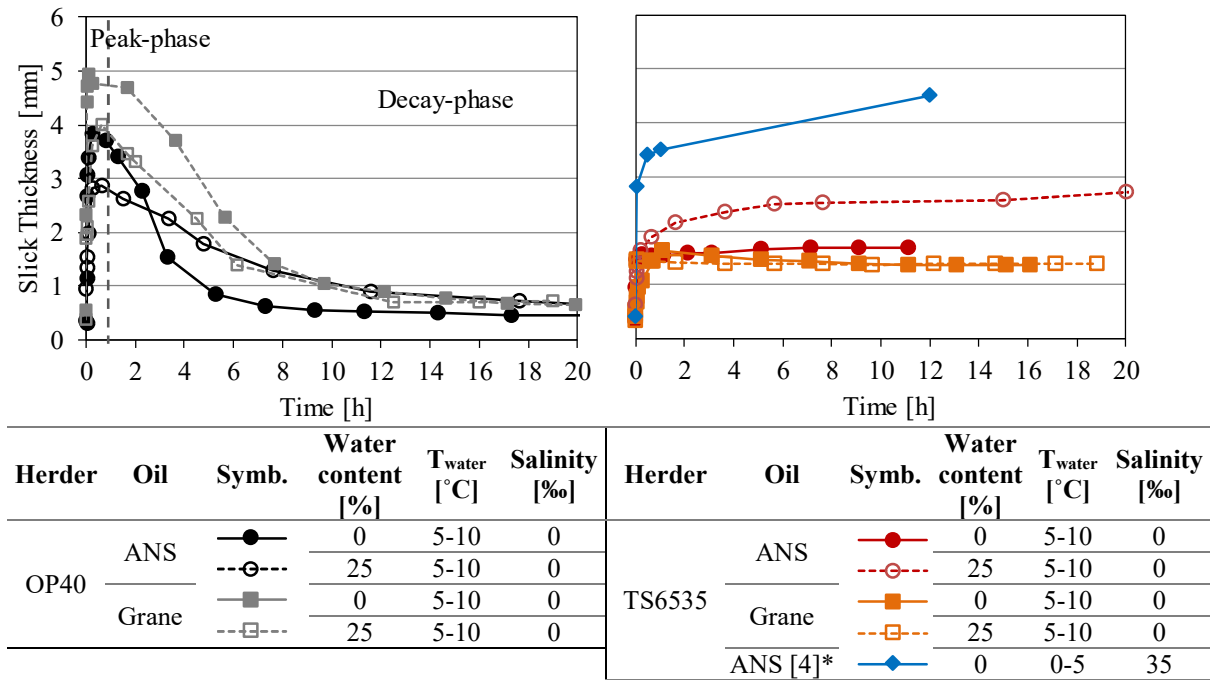 Peak-phase
Decay-phase
Slick Thickness [mm]
6
5
4
3
2
1
0
0 2 4 6 8 10 12 14 16 18 20
Time [h]
0 2 4 6 8 10 12 14 16 18 20
Time [h]
Herder Oil Symb. Water content [%] Twater [˚C] Salinity [‰] Herder Oil Symb. Water content [%] Twater [˚C] Salinity [‰]
OP40 ANS 0 5-10 0 TS6535 ANS 0 5-10 0
25 5-10 0 25 5-10 0
Grane 0 5-10 0 Grane 0 5-10 0
25 5-10 0 25 5-10 0
ANS [4]* 0 0-5 35